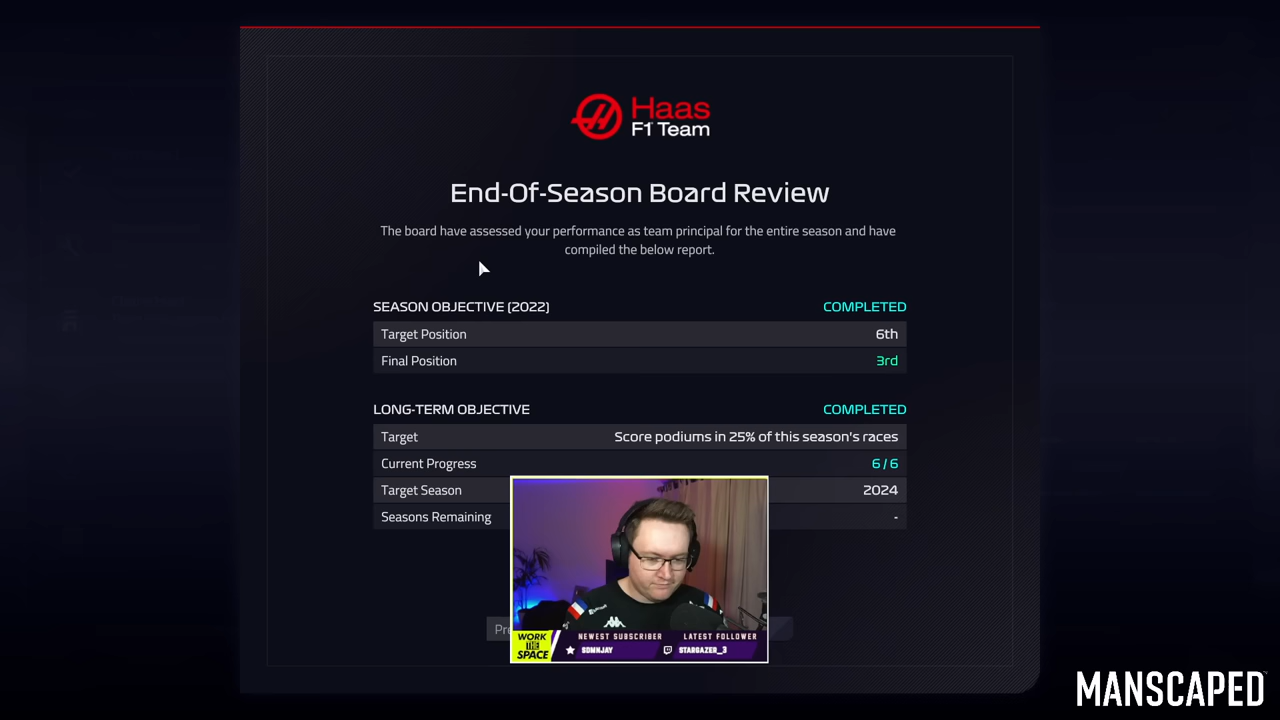 Haas
F1 Team
End-Of-Season Board Review
The board have assessed your performance as team principal for the entire season and have
compiled the below report.
SEASON OBJECTIVE (2022) COMPLETED
Target Position 6th
Final Position 3rd
LONG-TERM OBJECTIVE COMPLETED
Target Score podiums in 25% of this season's races
Current Progress 6 / 6
Target Season 2024
Seasons Remaining -
WORK THE SPACE
NEWEST SUBSCRIBER LATEST FOLLOWER
SDMNJAY STARGAZER_3
MANSCAPED